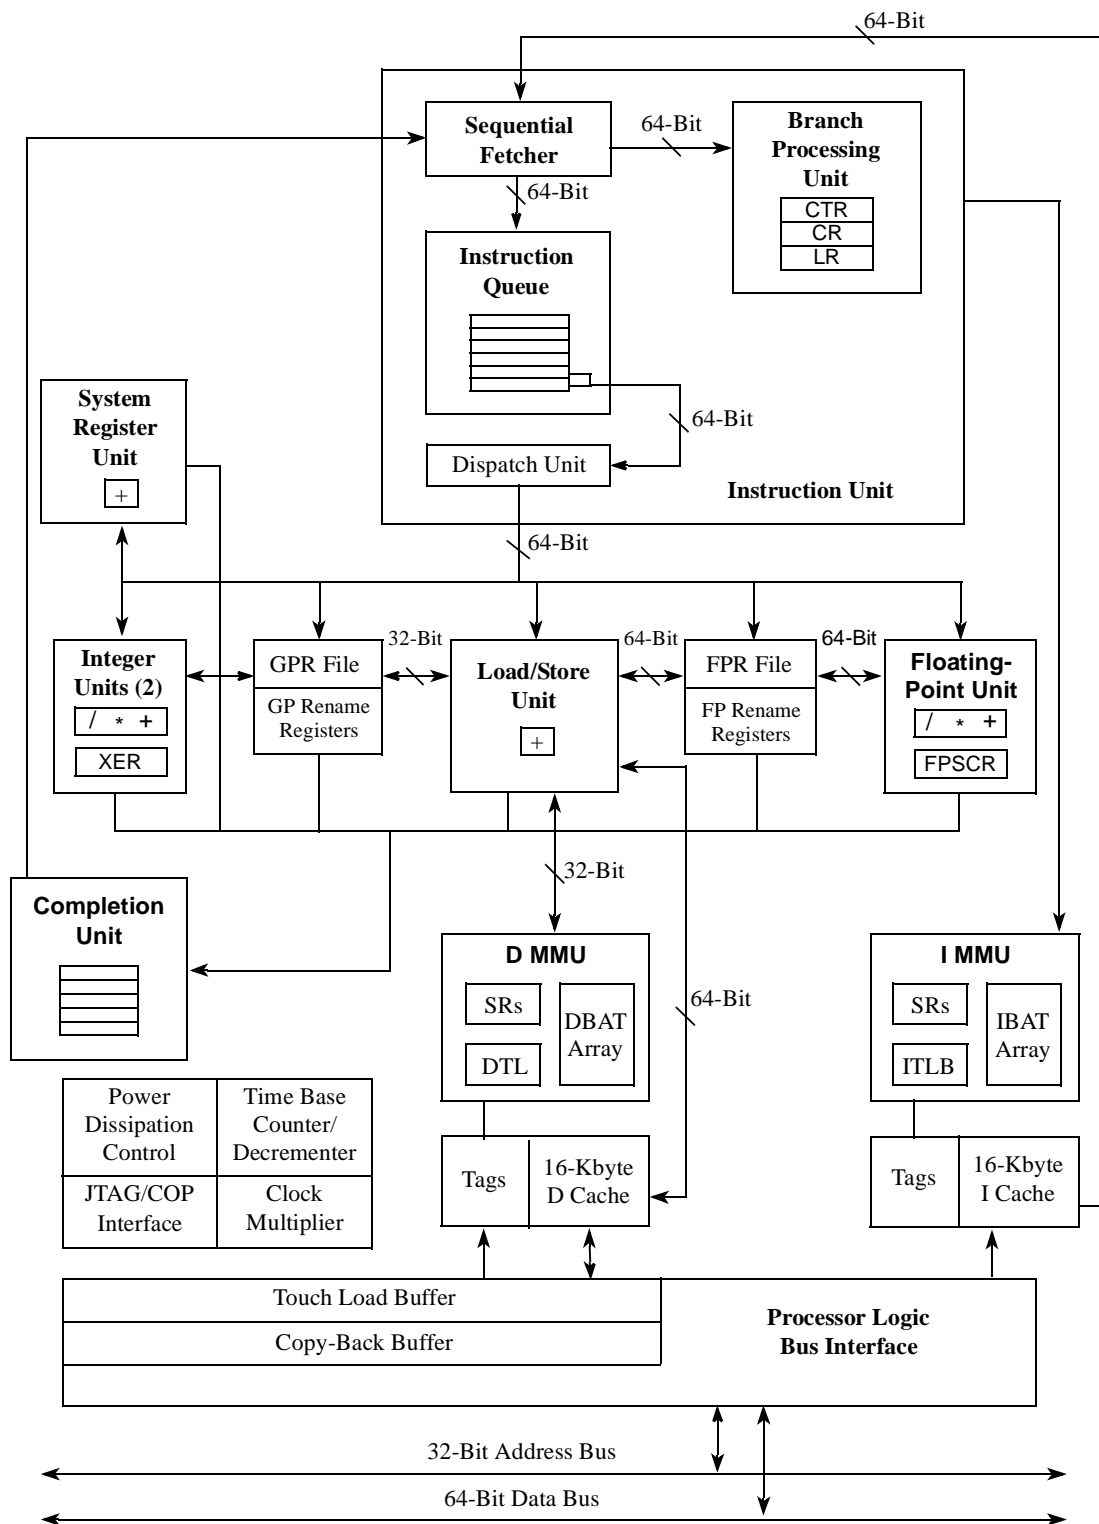 64-Bit
Sequential
Fetcher
64-Bit
Branch
Processing
Unit
CTR
CR
LR
64-Bit
Instruction
Queue
System
Register
Unit
+
64-Bit
Dispatch Unit
Instruction Unit
64-Bit
Integer
Units (2)
/ * +
XER
GPR File
GP Rename
Registers
32-Bit
Load/Store
Unit
+
64-Bit
FPR File
FP Rename
Registers
64-Bit
Floating-
Point Unit
/ * +
FPSCR
32-Bit
Completion
Unit
D MMU
SRs
DTL
DBAT
Array
64-Bit
I MMU
SRs
ITLB
IBAT
Array
Power
Dissipation
Control
Time Base
Counter/
Decrementer
JTAG/COP
Interface
Clock
Multiplier
Tags
16-Kbyte
D Cache
Tags
16-Kbyte
I Cache
Touch Load Buffer
Copy-Back Buffer
Processor Logic
Bus Interface
32-Bit Address Bus
64-Bit Data Bus